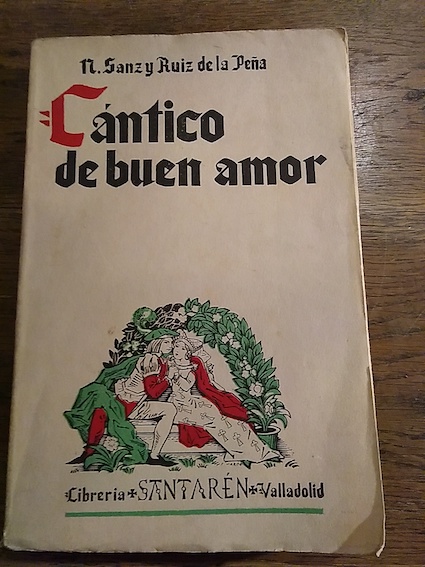 N. Sanz y Ruiz de la Peña
Cántico
de buen amor
Librería + SANTARÉN + Valladolid